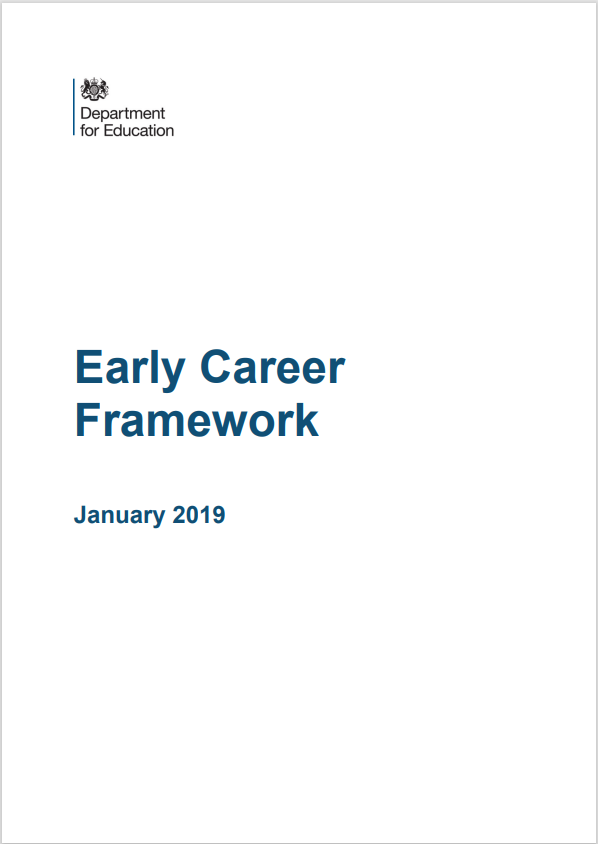 Department
for Education
Early Career
Framework
January 2019